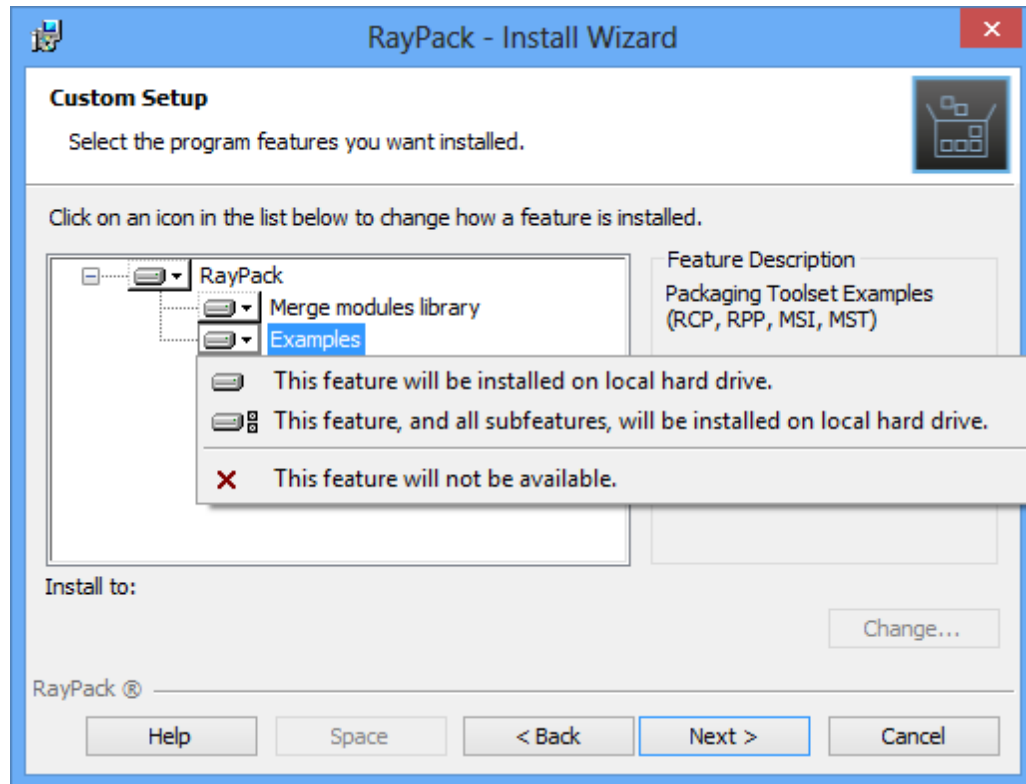 RayPack - Install Wizard
Custom Setup
Select the program features you want installed.
Click on an icon in the list below to change how a feature is installed.
RayPack
Merge modules library
Examples
Feature Description
Packaging Toolset Examples
(RCP, RPP, MSI, MST)
This feature will be installed on local hard drive.
This feature, and all subfeatures, will be installed on local hard drive.
This feature will not be available.
Install to:
Change...
RayPack ®
Help
Space
< Back
Next >
Cancel